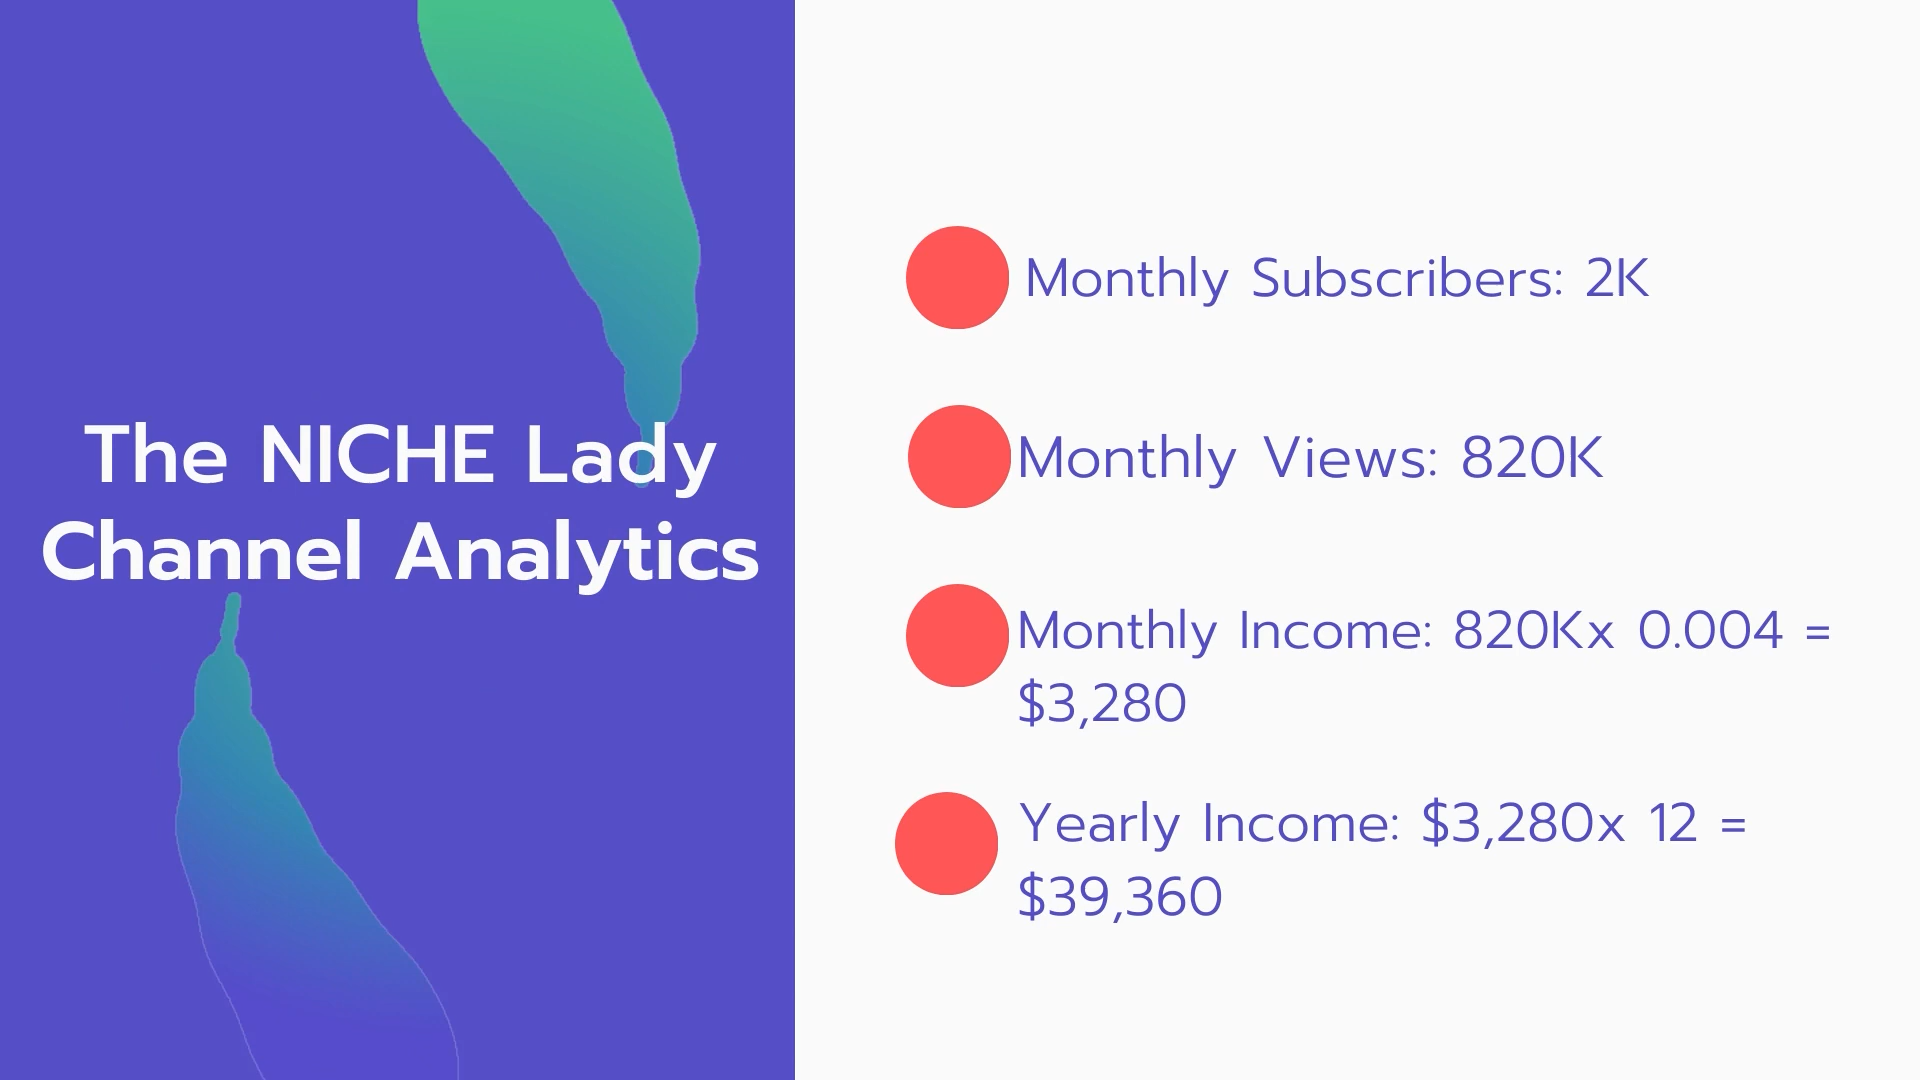 The NICHE Lady
Channel Analytics
Monthly Subscribers: 2K
Monthly Views: 820K
Monthly Income: 820Kx 0.004 =
$3,280
Yearly Income: $3,280x 12 =
$39,360